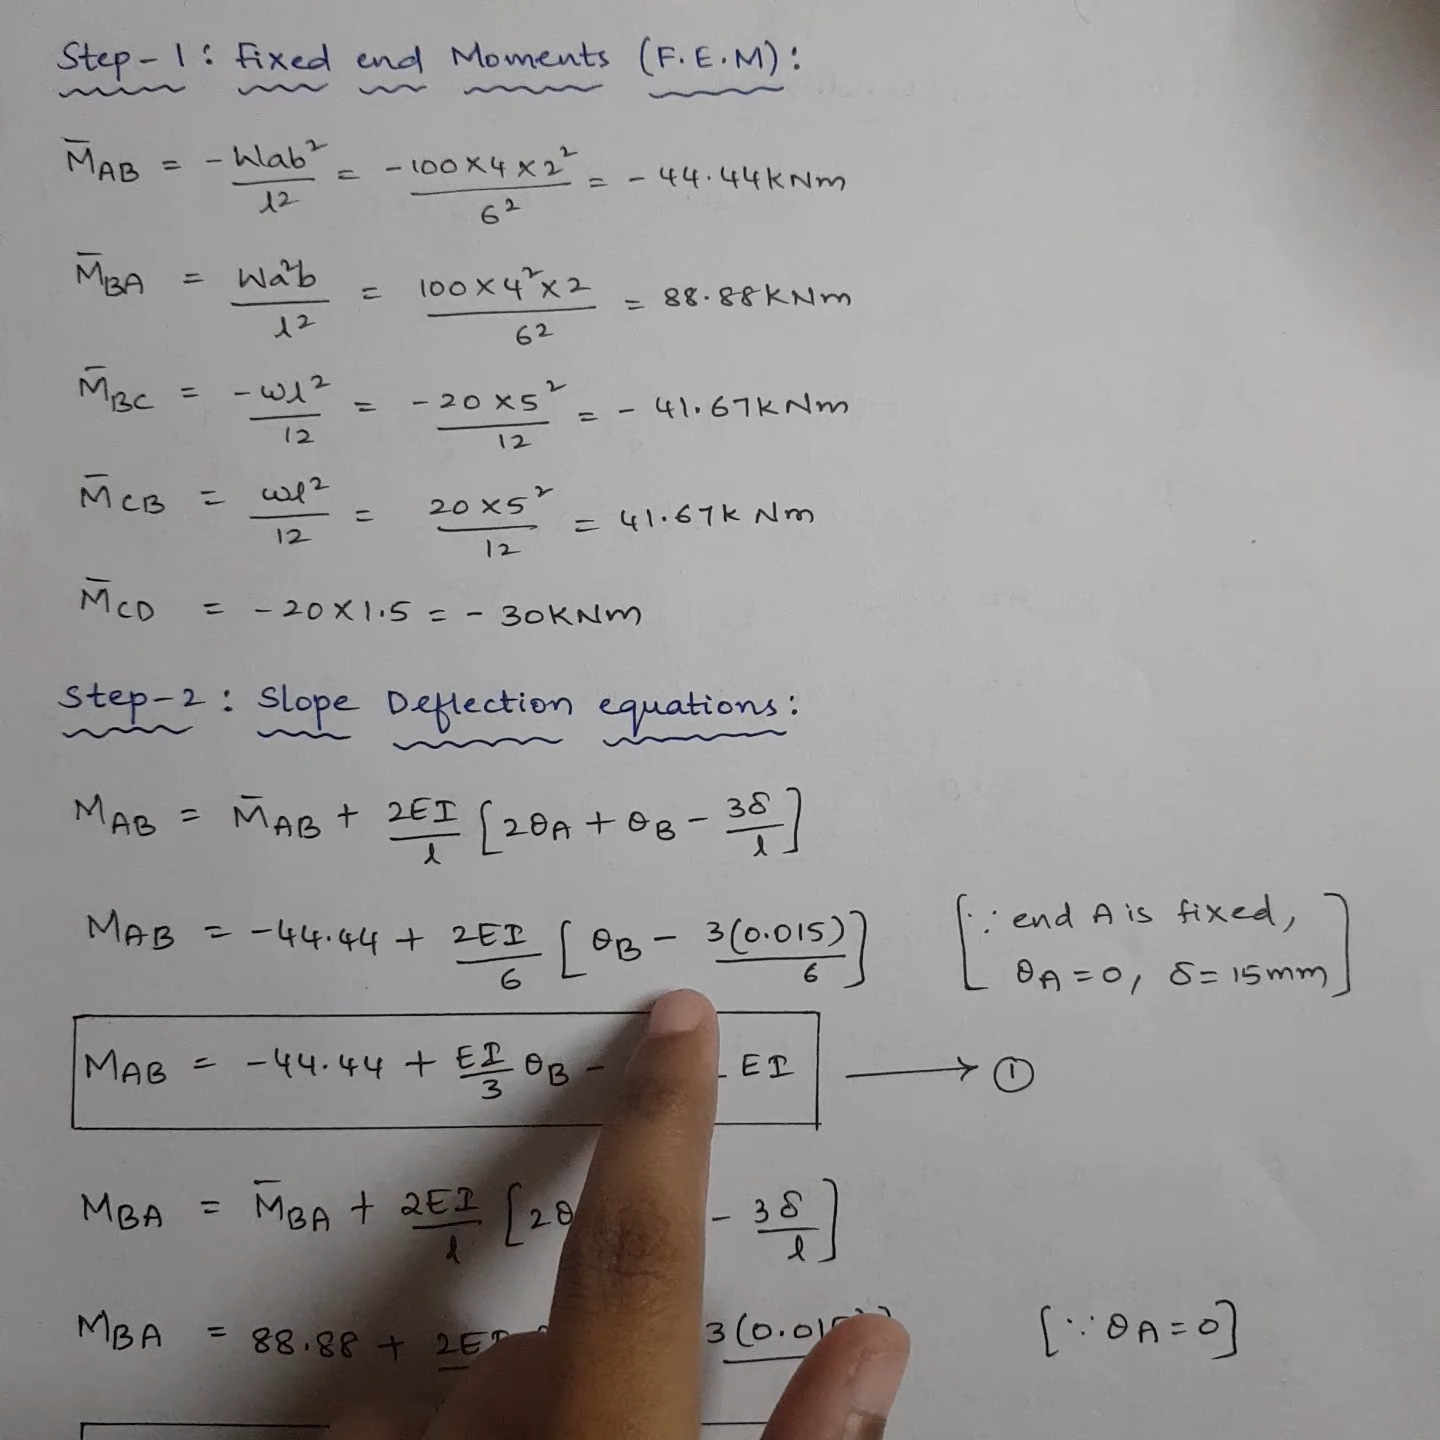 Step-1: Fixed end Moments (F.E.M):
M̄AB = -Wab²/l² = -100×4×2²/6² = -44.44kNm
M̄BA = Wa²b/l² = 100×4²×2/6² = 88.88kNm
M̄BC = -wl²/12 = -20×5²/12 = -41.67kNm
M̄CB = wl²/12 = 20×5²/12 = 41.67kNm
M̄CD = -20×1.5 = -30kNm
Step-2: Slope Deflection equations:
MAB = M̄AB + 2EI/l [2θA + θB - 3δ/l]
MAB = -44.44 + 2EI/6 [θB - 3(0.015)/6] [∵ end A is fixed,
θA = 0, δ = 15mm]
MAB = -44.44 + EI/3 θB - EI → ①
MBA = M̄BA + 2EI/l [2θ - 3δ/l]
MBA = 88.88 + 3(0.01 [∵ θA = 0]